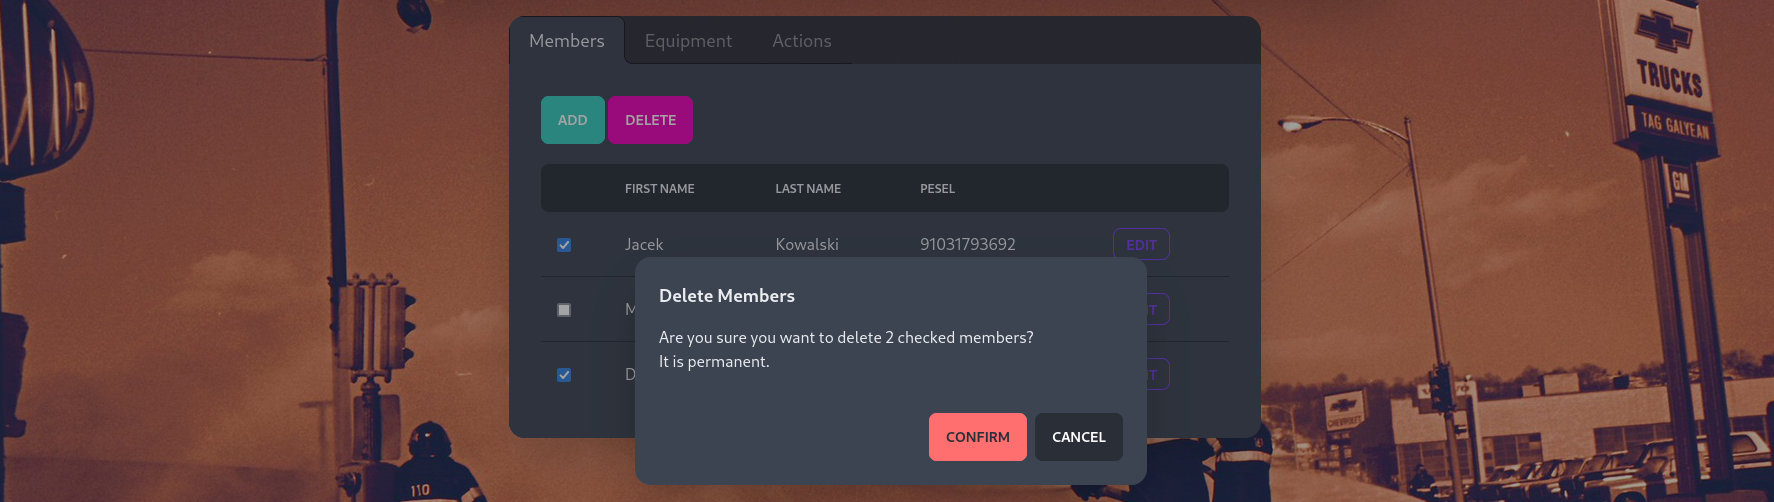 Members Equipment Actions
ADD DELETE
FIRST NAME LAST NAME PESEL
Jacek Kowalski 91031793692 EDIT
M
D
Delete Members
Are you sure you want to delete 2 checked members?
It is permanent.
CONFIRM CANCEL
TRUCKS
TAG GALYEAN
GM
CHEVROLET
110